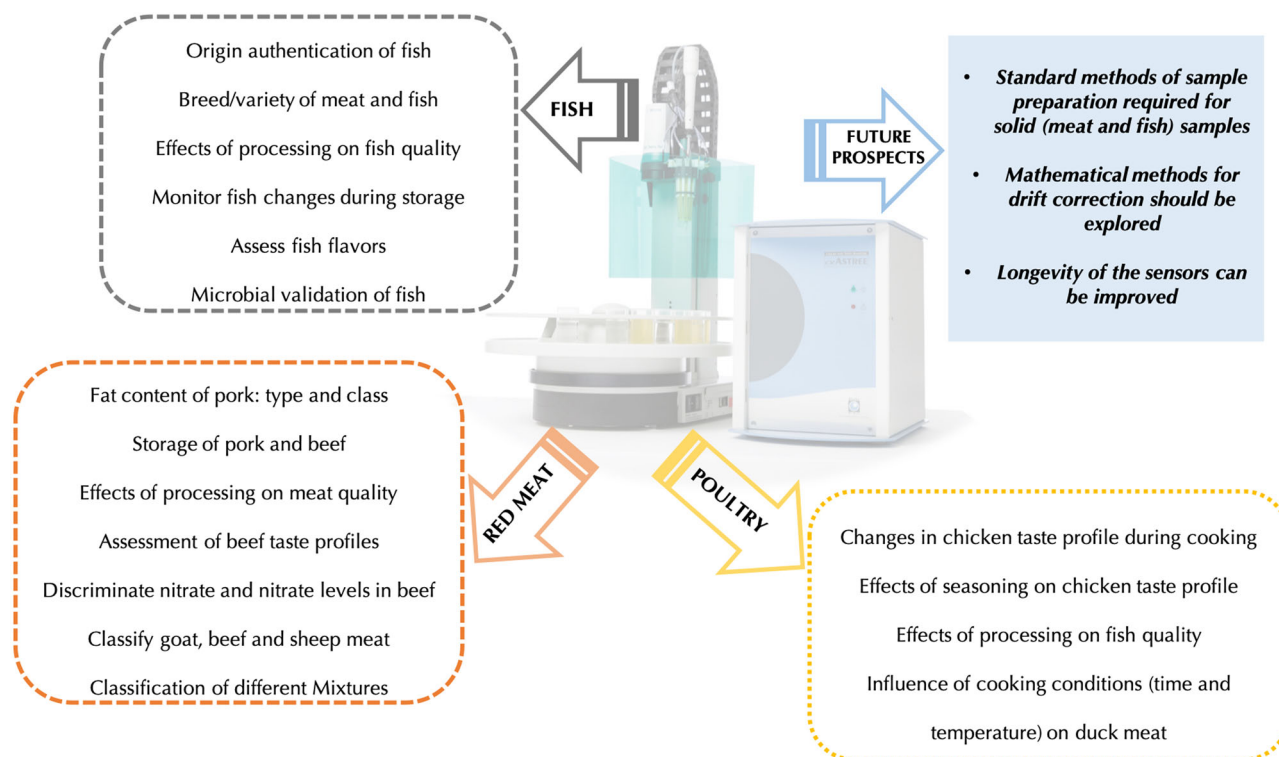 Origin authentication of fish
Breed/variety of meat and fish
Effects of processing on fish quality
Monitor fish changes during storage
Assess fish flavors
Microbial validation of fish
FISH
FUTURE
PROSPECTS
• Standard methods of sample
preparation required for
solid (meat and fish) samples
• Mathematical methods for
drift correction should be
explored
• Longevity of the sensors can
be improved
Fat content of pork: type and class
Storage of pork and beef
Effects of processing on meat quality
Assessment of beef taste profiles
Discriminate nitrate and nitrate levels in beef
Classify goat, beef and sheep meat
Classification of different Mixtures
RED MEAT
POULTRY
Changes in chicken taste profile during cooking
Effects of seasoning on chicken taste profile
Effects of processing on fish quality
Influence of cooking conditions (time and
temperature) on duck meat